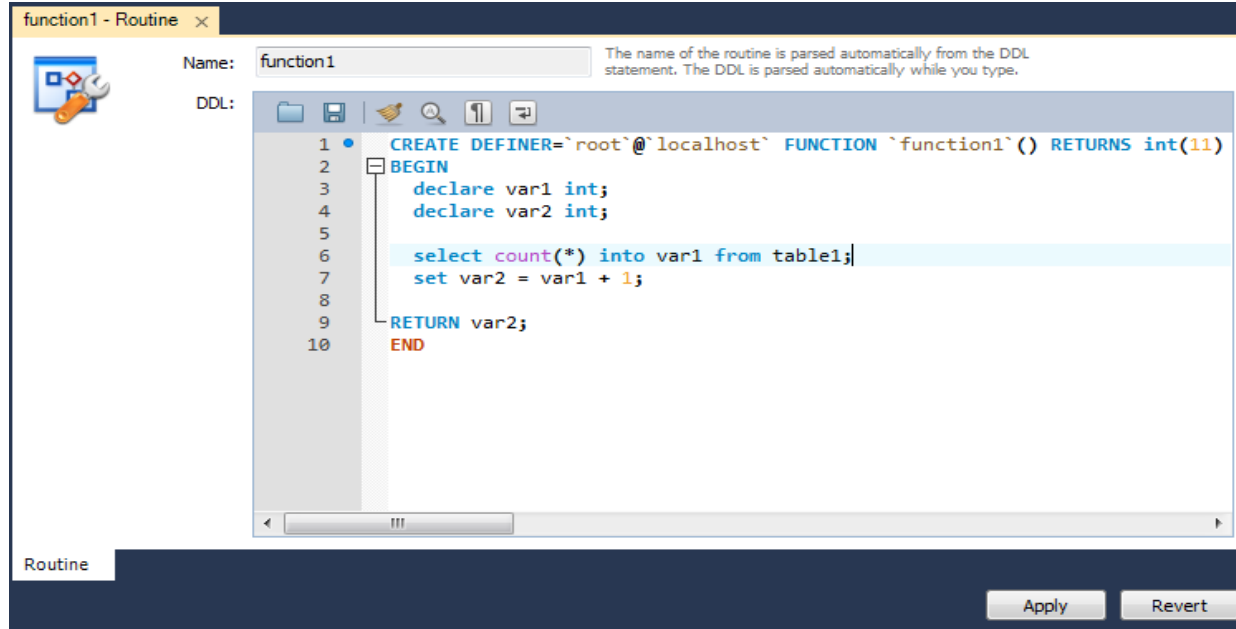 function1 - Routine ×
Name:
function1
The name of the routine is parsed automatically from the DDL
statement. The DDL is parsed automatically while you type.
DDL:
1 CREATE DEFINER=`root`@`localhost` FUNCTION `function1`() RETURNS int(11)
2 BEGIN
3 declare var1 int;
4 declare var2 int;
5
6 select count(*) into var1 from table1;
7 set var2 = var1 + 1;
8
9 RETURN var2;
10 END
Routine
Apply Revert